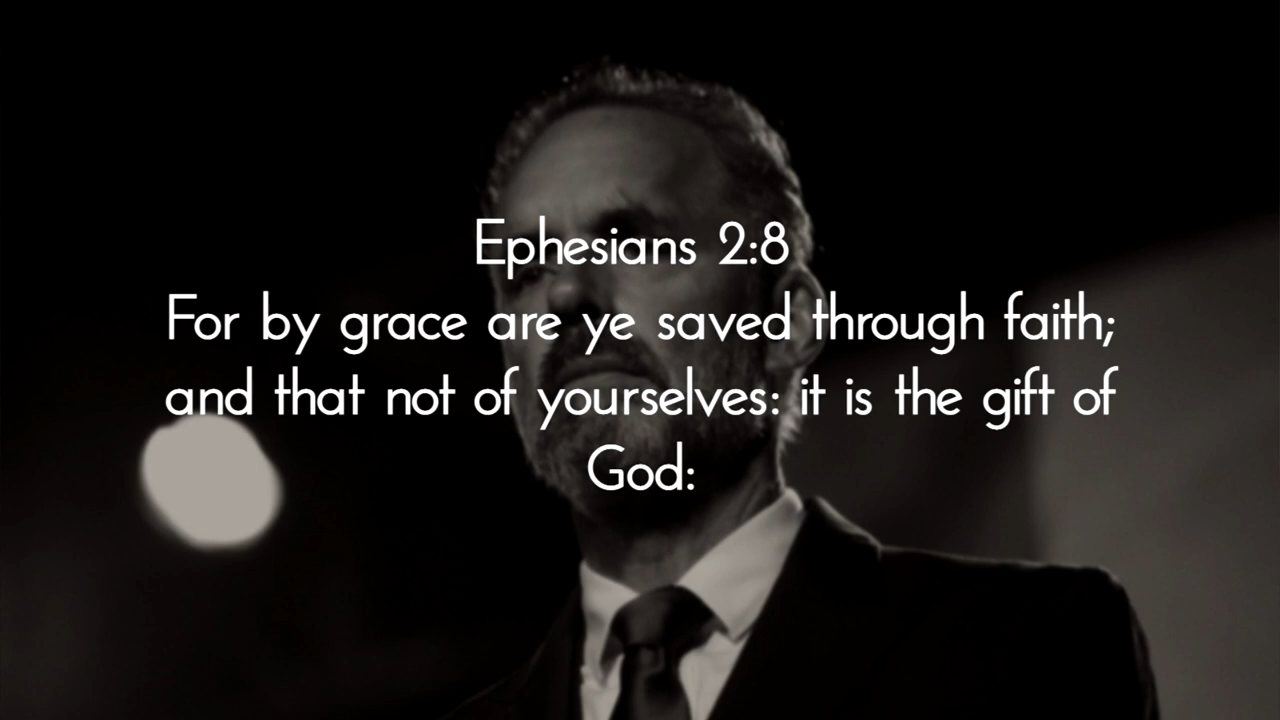 Ephesians 2:8
For by grace are ye saved through faith;
and that not of yourselves: it is the gift of
God: